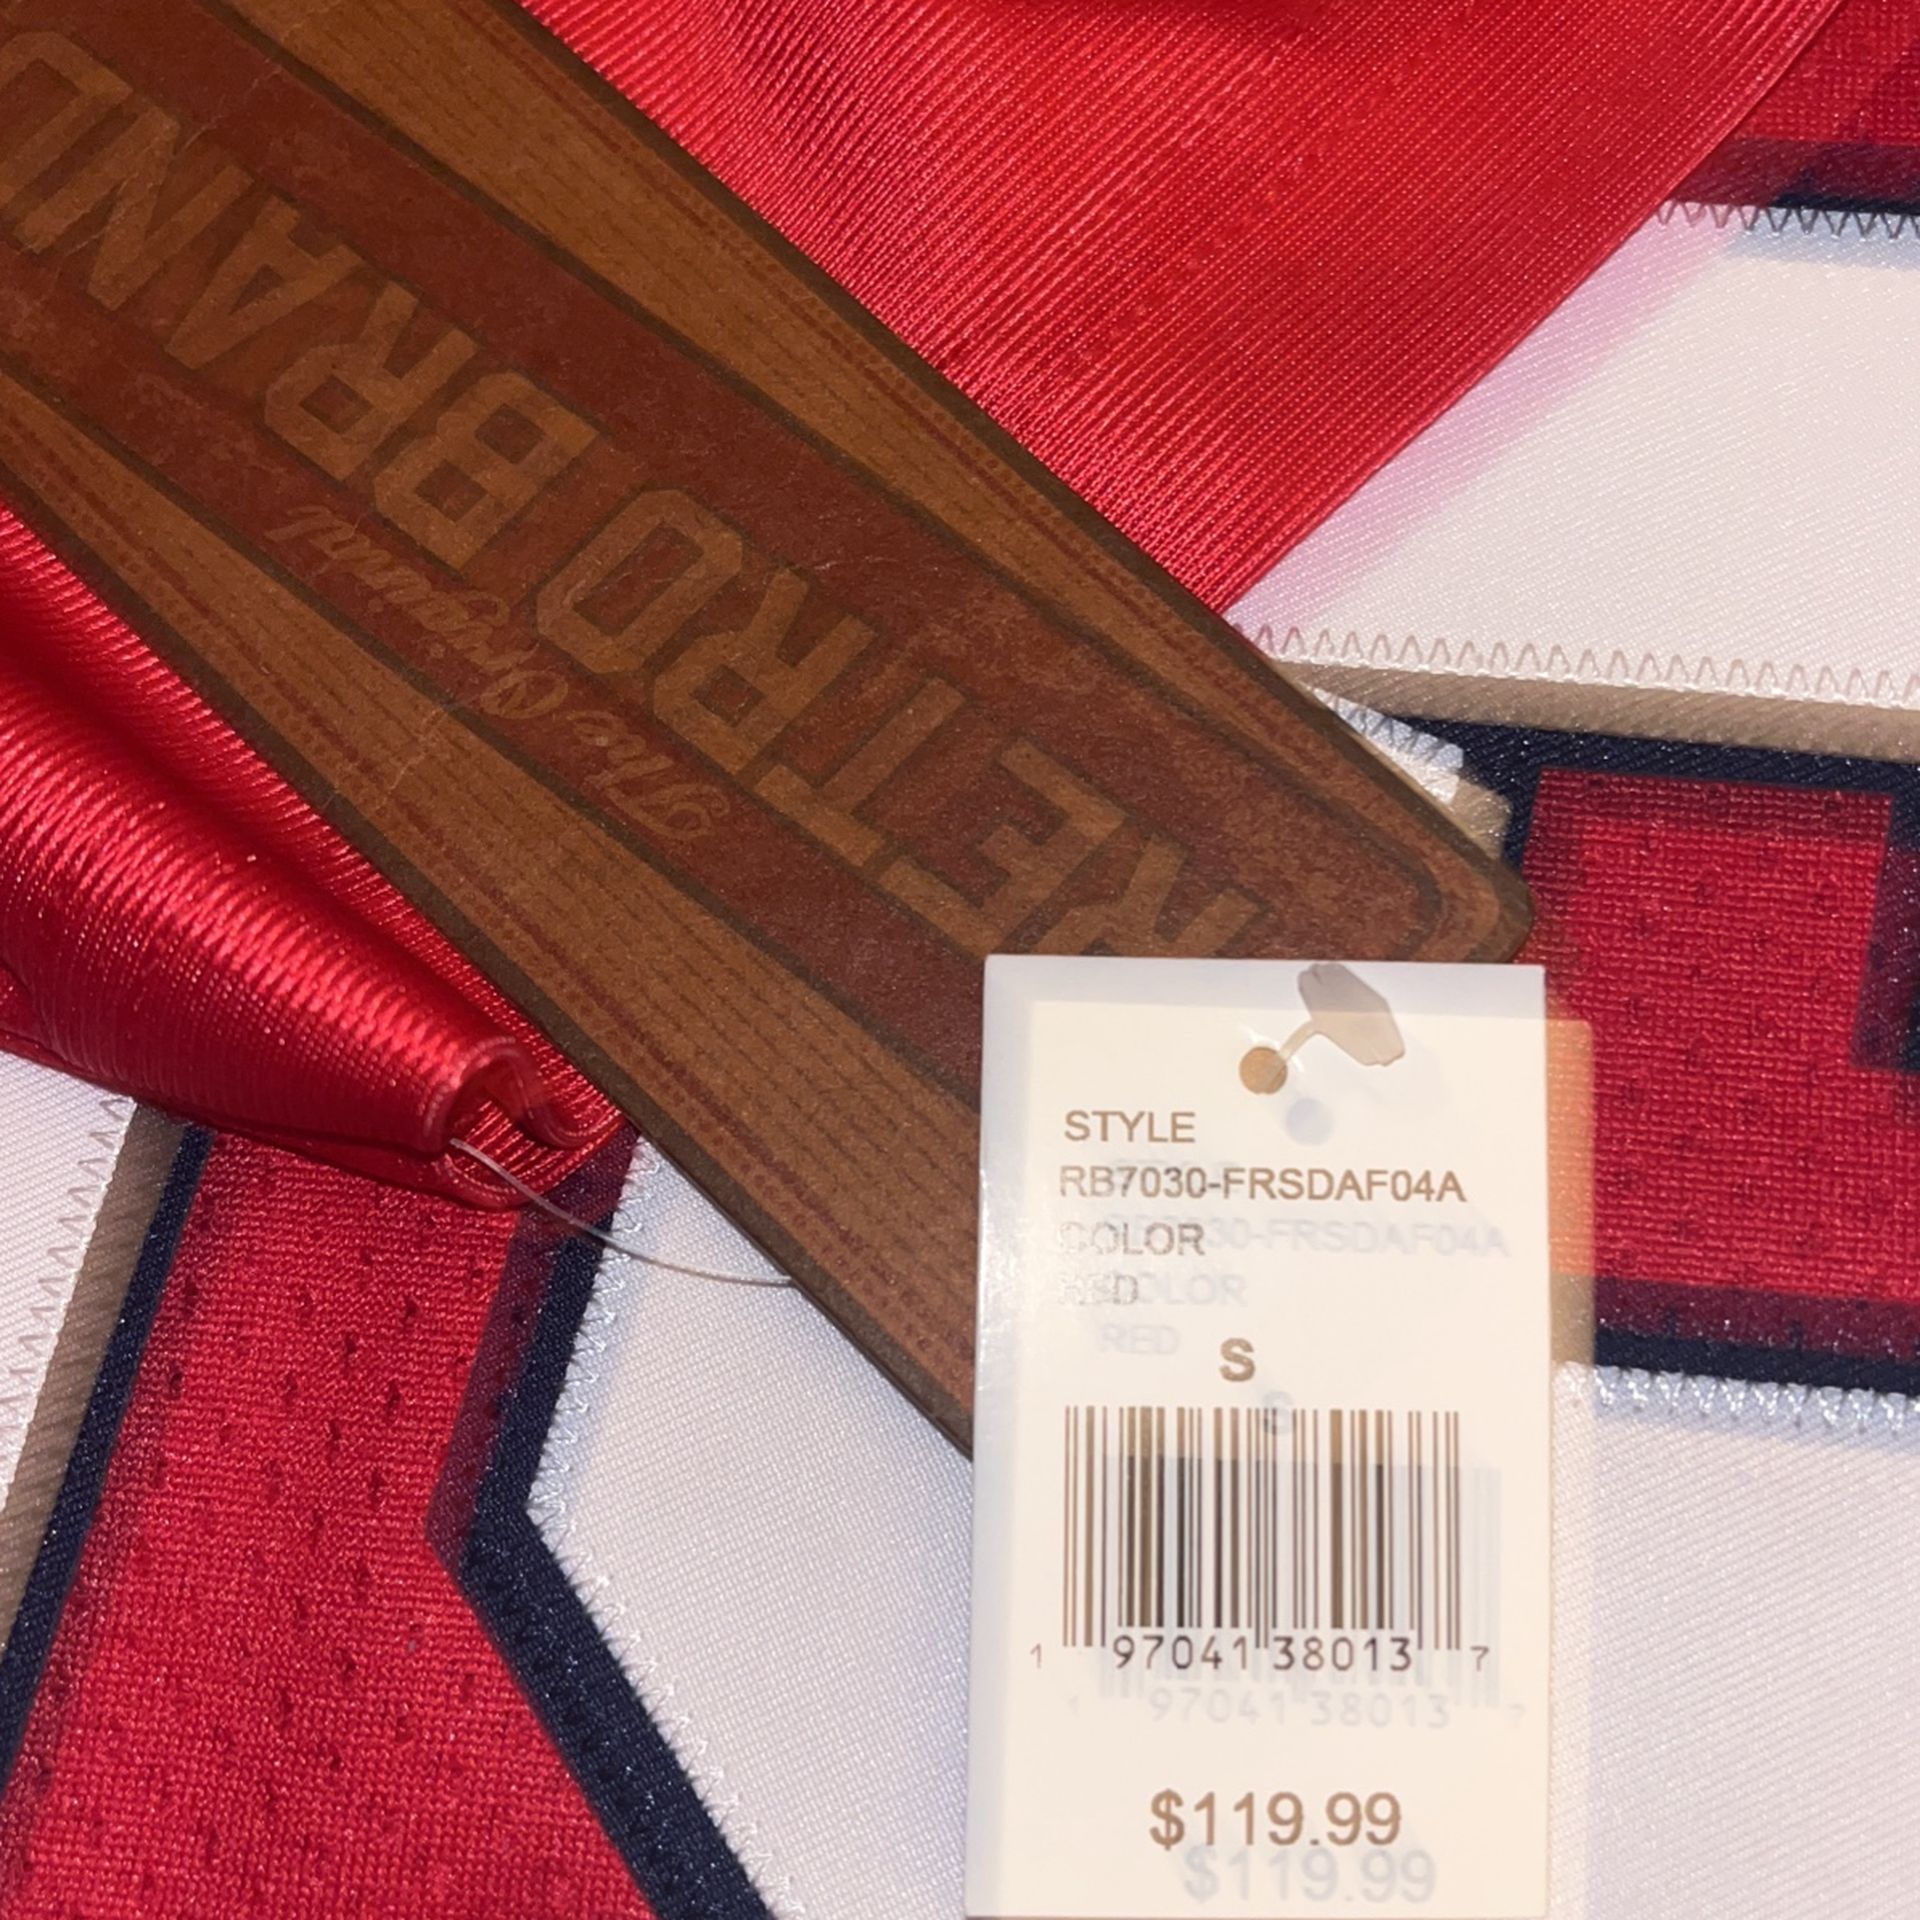 RETRO BRAND
The Original
STYLE
RB7030-FRSDAF04A
COLOR
RED
S
1 97041 38013 7
$119.99